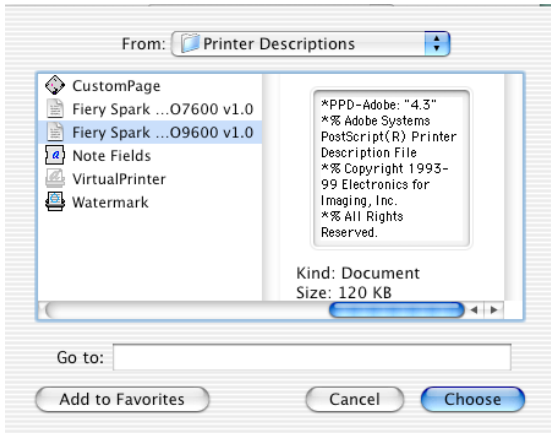 From: Printer Descriptions
CustomPage
Fiery Spark ...O7600 v1.0
Fiery Spark ...O9600 v1.0
Note Fields
VirtualPrinter
Watermark
*PPD-Adobe: "4.3"
*% Adobe Systems
PostScript(R) Printer
Description File
*% Copyright 1993-
99 Electronics for
Imaging, Inc.
*% All Rights
Reserved.
Kind: Document
Size: 120 KB
Go to:
Add to Favorites
Cancel
Choose